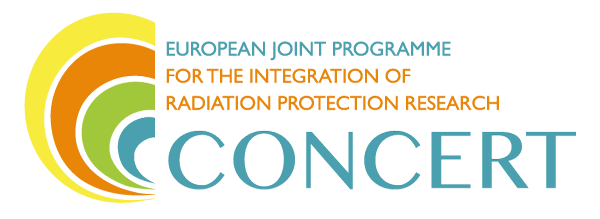 EUROPEAN JOINT PROGRAMME
FOR THE INTEGRATION OF
RADIATION PROTECTION RESEARCH
CONCERT